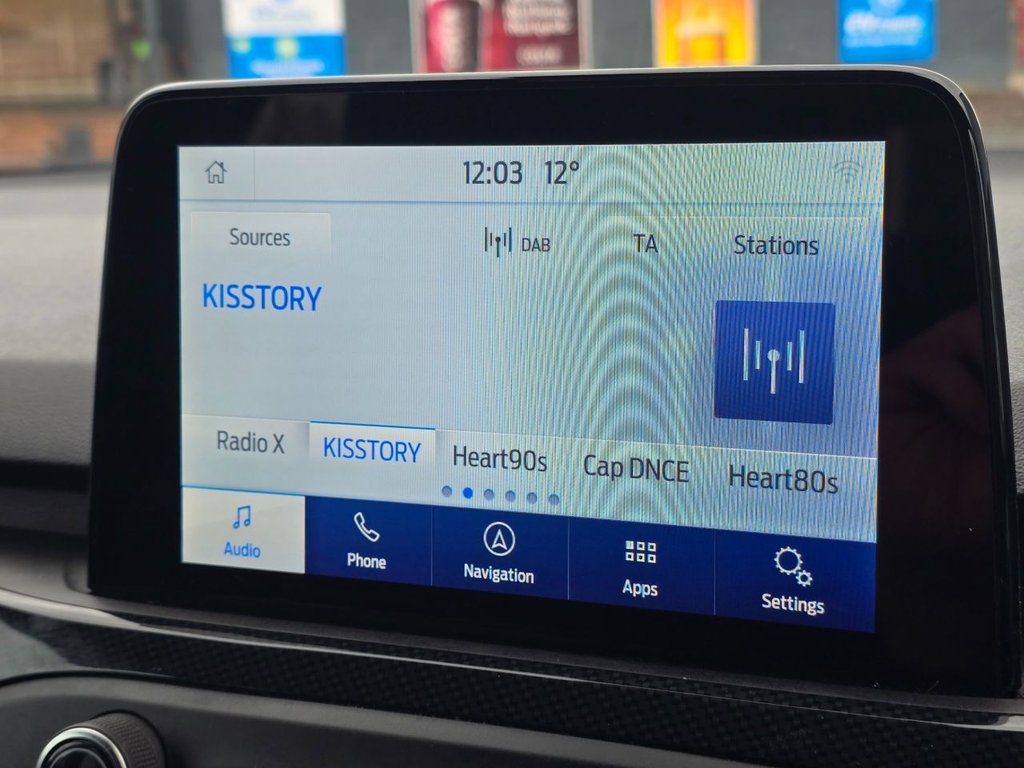 12:03 12°
Sources DAB TA Stations
KISSTORY
Radio X KISSTORY Heart90s Cap DNCE Heart80s
Audio Phone Navigation Apps Settings